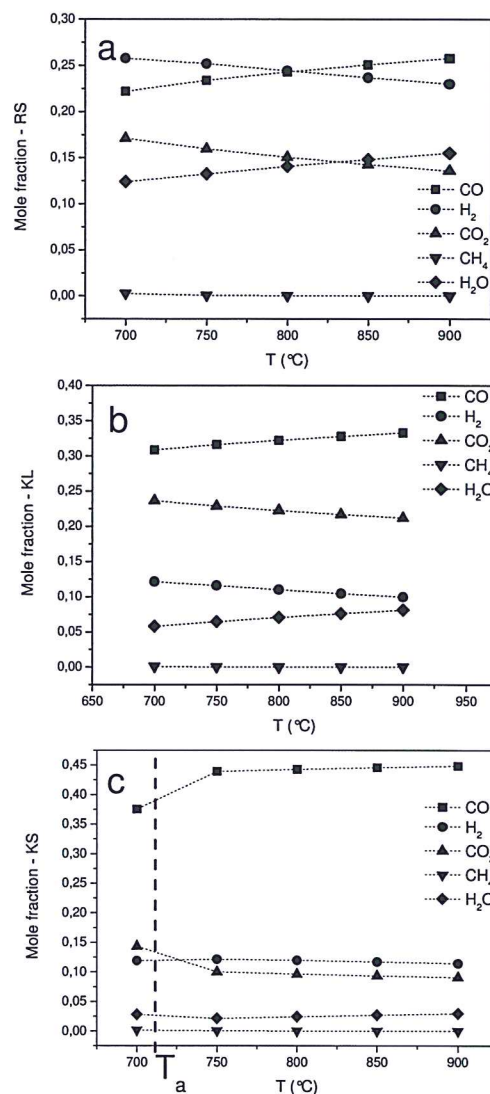 a
Mole fraction - RS
0,30
0,25
0,20
0,15
0,10
0,05
0,00
CO
H₂
CO₂
CH₄
H₂O
700 750 800 850 900
T (°C)
b
Mole fraction - KL
0,40
0,35
0,30
0,25
0,20
0,15
0,10
0,05
0,00
CO
H₂
CO₂
CH₄
H₂O
650 700 750 800 850 900 950
T (°C)
c
Mole fraction - KS
0,45
0,40
0,35
0,30
0,25
0,20
0,15
0,10
0,05
0,00
CO
H₂
CO₂
CH₄
H₂O
700 750 800 850 900
Tₐ
T (°C)